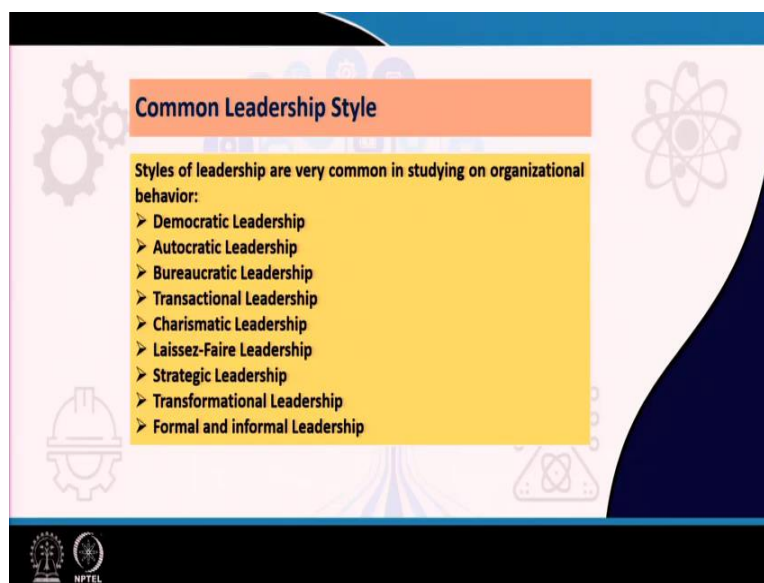 Common Leadership Style
Styles of leadership are very common in studying on organizational
behavior:
➢ Democratic Leadership
➢ Autocratic Leadership
➢ Bureaucratic Leadership
➢ Transactional Leadership
➢ Charismatic Leadership
➢ Laissez-Faire Leadership
➢ Strategic Leadership
➢ Transformational Leadership
➢ Formal and informal Leadership
NPTEL